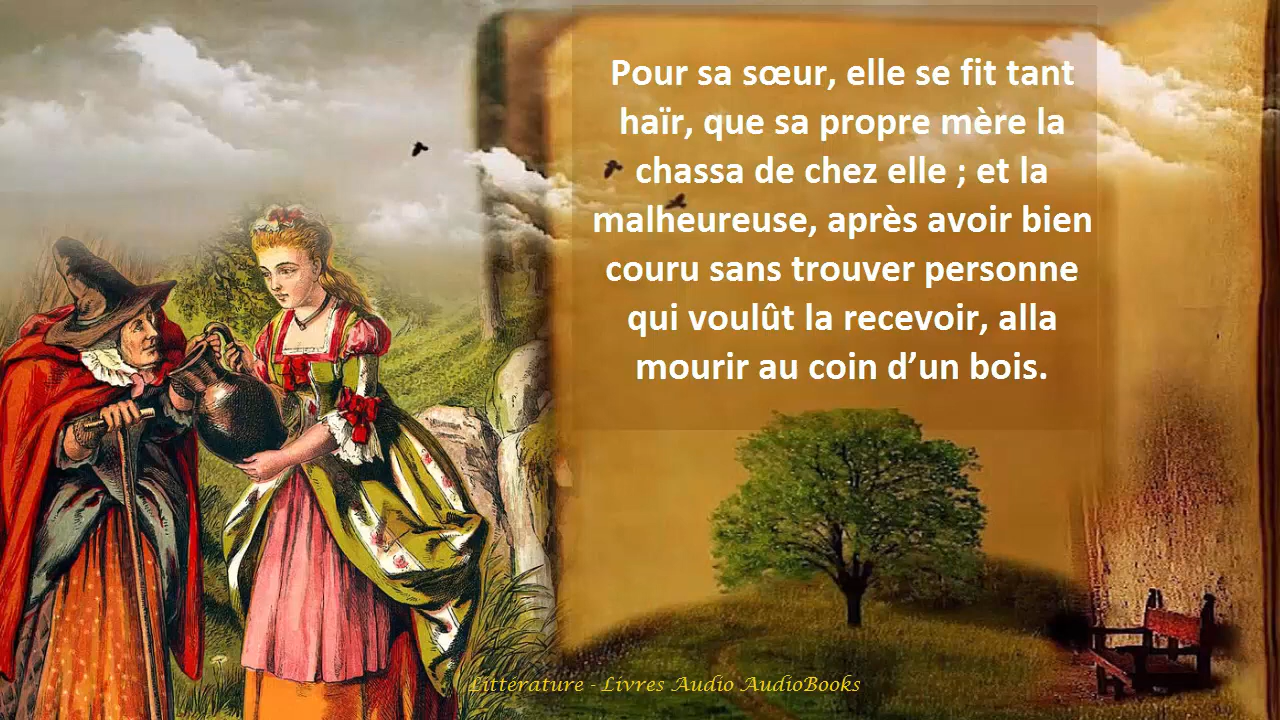 Pour sa sœur, elle se fit tant
haïr, que sa propre mère la
chassa de chez elle ; et la
malheureuse, après avoir bien
couru sans trouver personne
qui voulût la recevoir, alla
mourir au coin d’un bois.
Littérature - Livres Audio AudioBooks